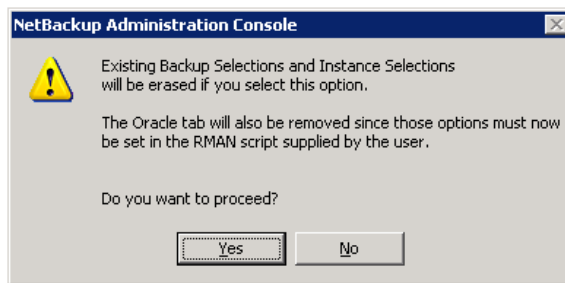 NetBackup Administration Console
Existing Backup Selections and Instance Selections
will be erased if you select this option.
The Oracle tab will also be removed since those options must now
be set in the RMAN script supplied by the user.
Do you want to proceed?
Yes
No